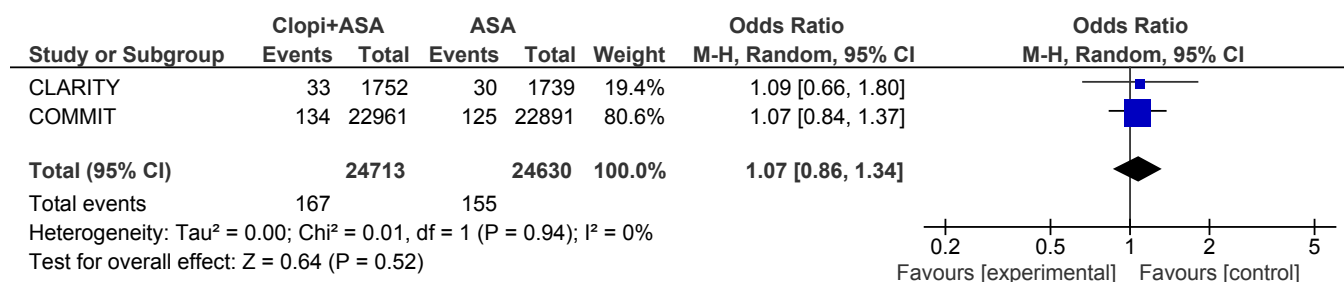 Clopi+ASA ASA Odds Ratio Odds Ratio
Study or Subgroup Events Total Events Total Weight M-H, Random, 95% CI M-H, Random, 95% CI
CLARITY 33 1752 30 1739 19.4% 1.09 [0.66, 1.80]
COMMIT 134 22961 125 22891 80.6% 1.07 [0.84, 1.37]
Total (95% CI) 24713 24630 100.0% 1.07 [0.86, 1.34]
Total events 167 155
Heterogeneity: Tau² = 0.00; Chi² = 0.01, df = 1 (P = 0.94); I² = 0%
Test for overall effect: Z = 0.64 (P = 0.52)
0.2 0.5 1 2 5
Favours [experimental] Favours [control]